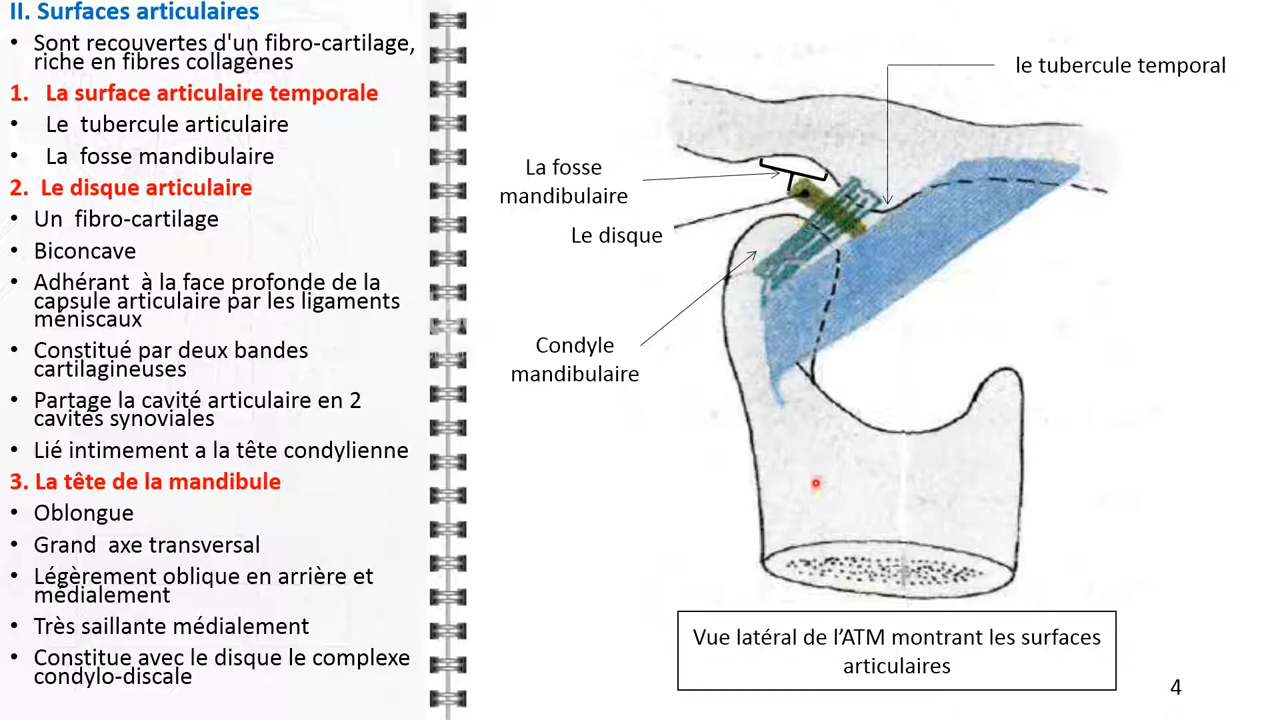 II. Surfaces articulaires
• Sont recouvertes d'un fibro-cartilage,
riche en fibres collagènes
1. La surface articulaire temporale
• Le tubercule articulaire
• La fosse mandibulaire
2. Le disque articulaire
• Un fibro-cartilage
• Biconcave
• Adhérant à la face profonde de la
capsule articulaire par les ligaments
méniscaux
• Constitué par deux bandes
cartilagineuses
• Partage la cavité articulaire en 2
cavités synoviales
• Lié intimement a la tête condylienne
3. La tête de la mandibule
• Oblongue
• Grand axe transversal
• Légèrement oblique en arrière et
médialement
• Très saillante médialement
• Constitue avec le disque le complexe
condylo-discale
le tubercule temporal
La fosse
mandibulaire
Le disque
Condyle
mandibulaire
Vue latéral de l'ATM montrant les surfaces
articulaires
4